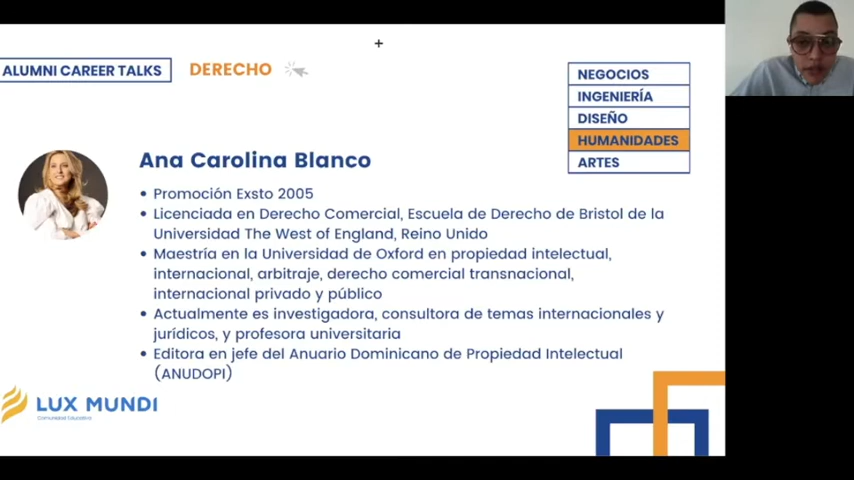 ALUMNI CAREER TALKS
DERECHO
NEGOCIOS
INGENIERÍA
DISEÑO
HUMANIDADES
ARTES
Ana Carolina Blanco
• Promoción Exsto 2005
• Licenciada en Derecho Comercial, Escuela de Derecho de Bristol de la
Universidad The West of England, Reino Unido
• Maestría en la Universidad de Oxford en propiedad intelectual,
internacional, arbitraje, derecho comercial transnacional,
internacional privado y público
• Actualmente es investigadora, consultora de temas internacionales y
jurídicos, y profesora universitaria
• Editora en jefe del Anuario Dominicano de Propiedad Intelectual
(ANUDOPI)
LUX MUNDI
Comunidad Educativa